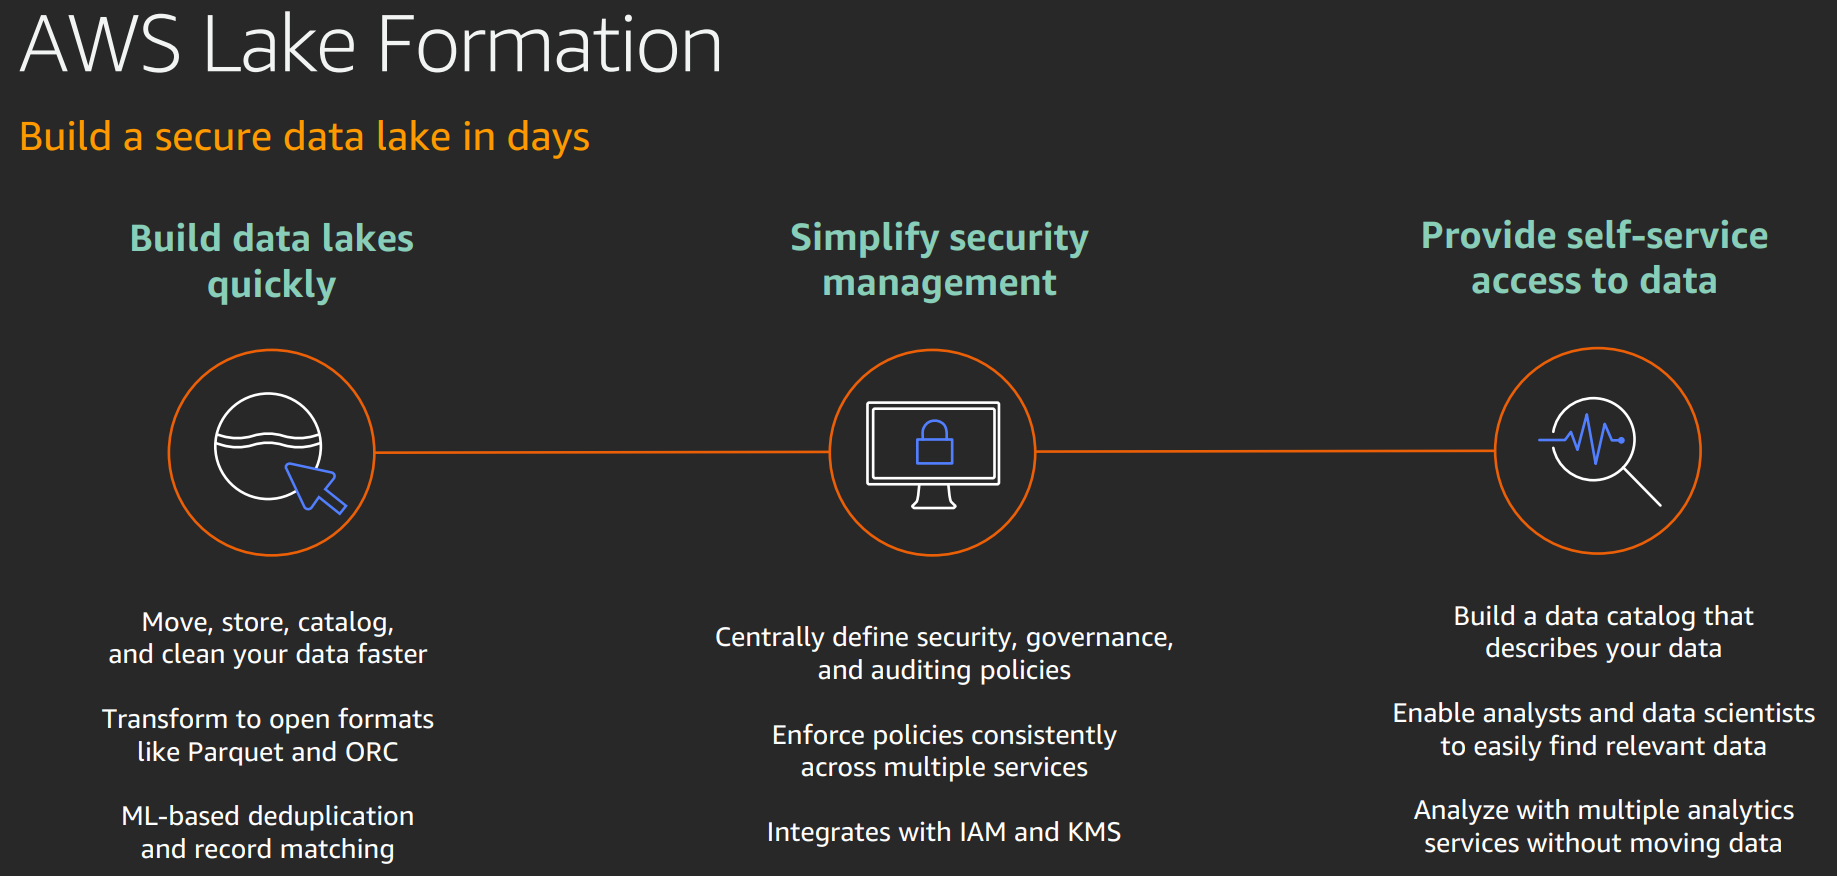 AWS Lake Formation
Build a secure data lake in days
Build data lakes
quickly
Move, store, catalog,
and clean your data faster
Transform to open formats
like Parquet and ORC
ML-based deduplication
and record matching
Simplify security
management
Centrally define security, governance,
and auditing policies
Enforce policies consistently
across multiple services
Integrates with IAM and KMS
Provide self-service
access to data
Build a data catalog that
describes your data
Enable analysts and data scientists
to easily find relevant data
Analyze with multiple analytics
services without moving data